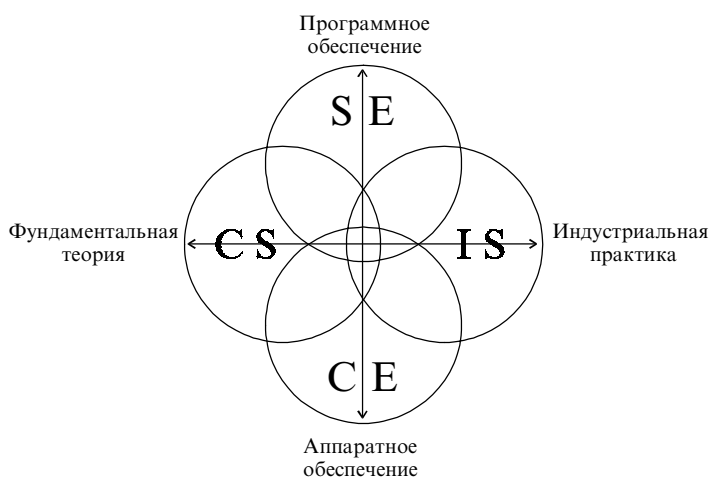 Программное
обеспечение
S E
Фундаментальная
теория
C S
I S
Индустриальная
практика
C E
Аппаратное
обеспечение